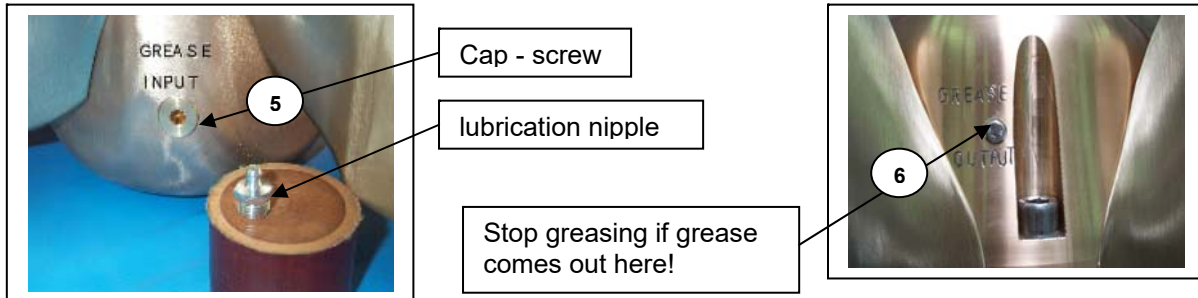 GREASE
INPUT
5
Cap - screw
lubrication nipple
Stop greasing if grease
comes out here!
GREASE
OUTPUT
6